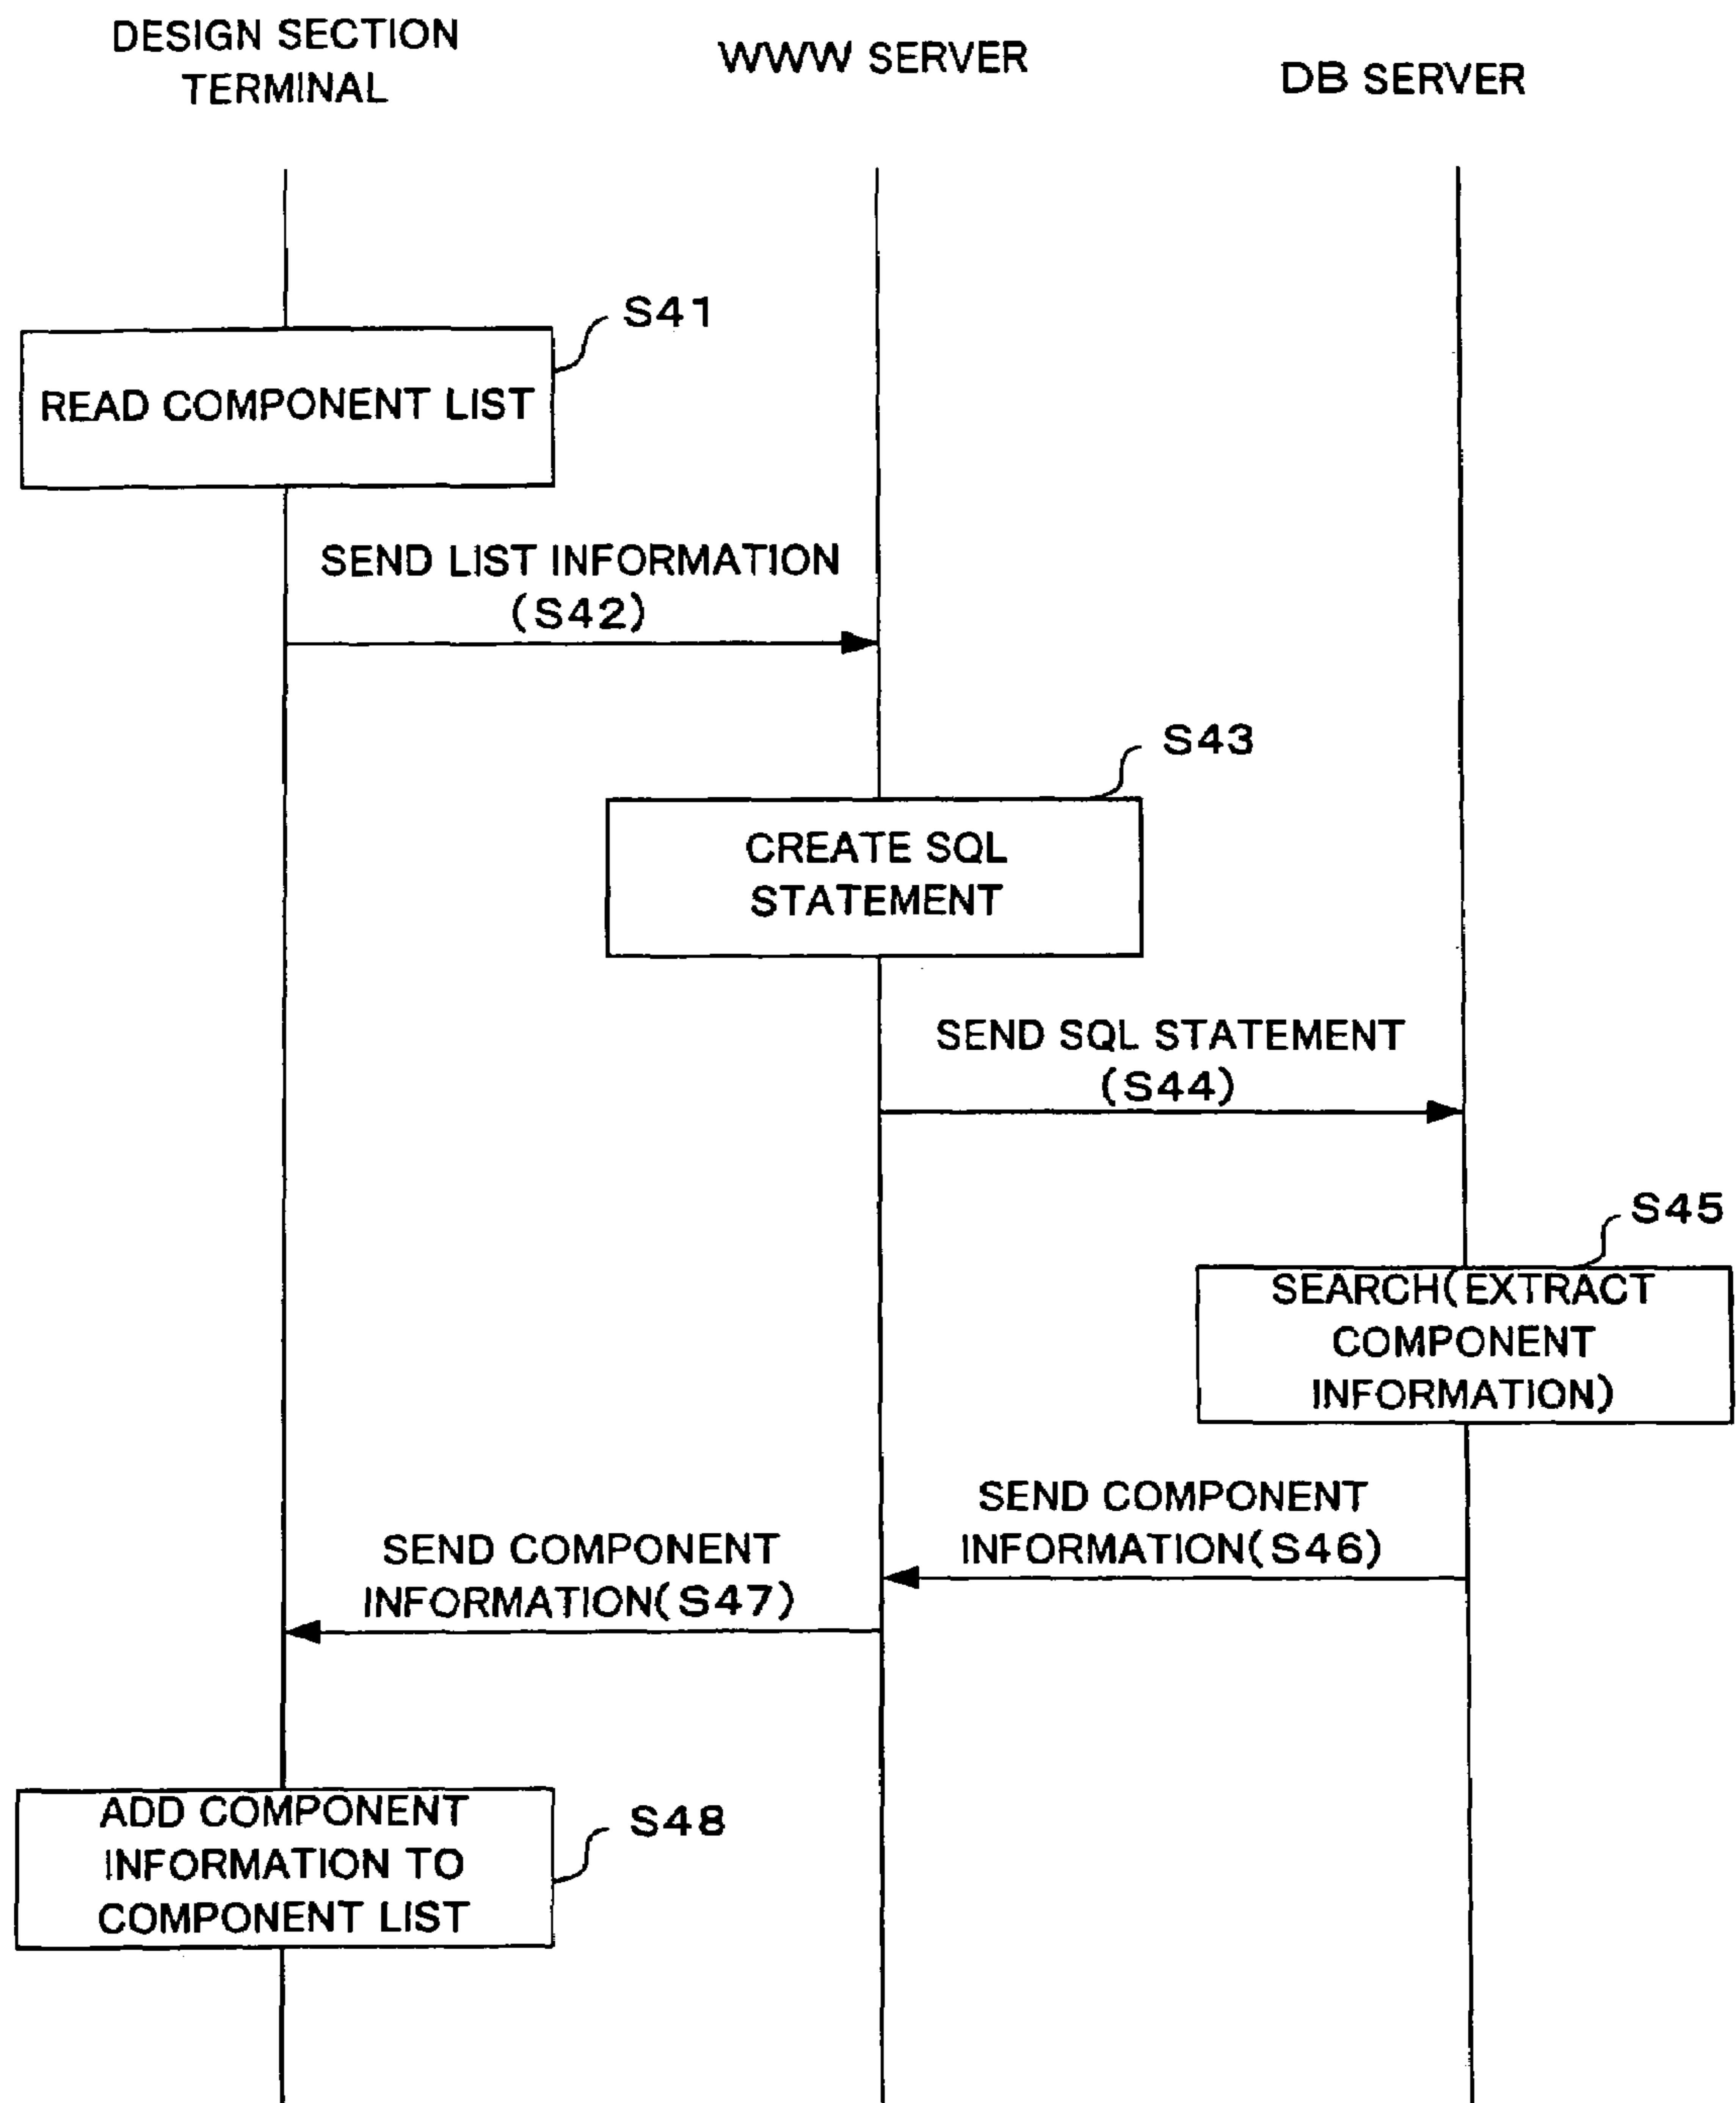 DESIGN SECTION
TERMINAL
WWW SERVER
DB SERVER
S41
READ COMPONENT LIST
SEND LIST INFORMATION
(S42)
S43
CREATE SQL
STATEMENT
SEND SQL STATEMENT
(S44)
S45
SEARCH(EXTRACT
COMPONENT
INFORMATION)
SEND COMPONENT
INFORMATION(S46)
SEND COMPONENT
INFORMATION(S47)
ADD COMPONENT
INFORMATION TO
COMPONENT LIST
S48